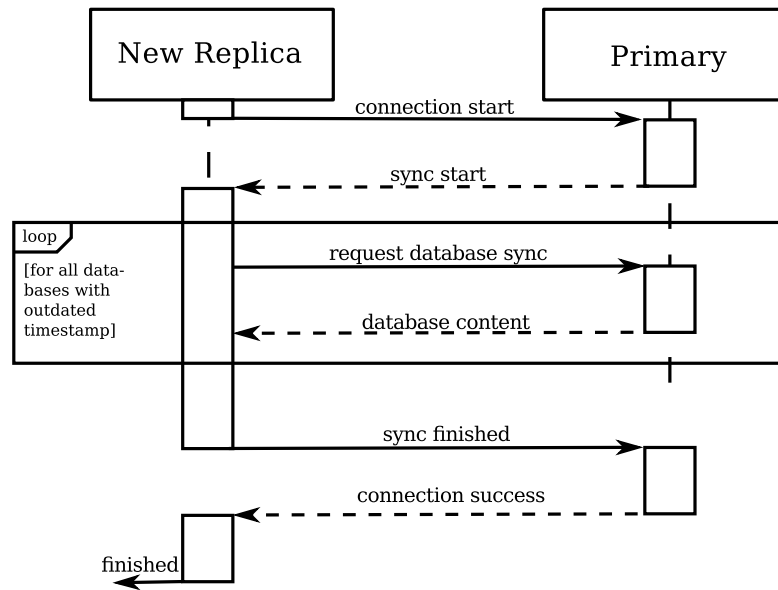 New Replica
Primary
connection start
sync start
loop
[for all data-
bases with
outdated
timestamp]
request database sync
database content
sync finished
connection success
finished